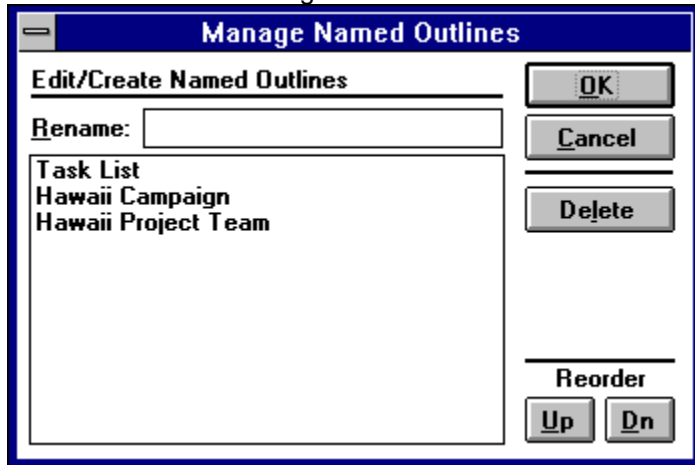 Manage Named Outlines
Edit/Create Named Outlines
Rename:
Task List
Hawaii Campaign
Hawaii Project Team
OK
Cancel
Delete
Reorder
Up Dn